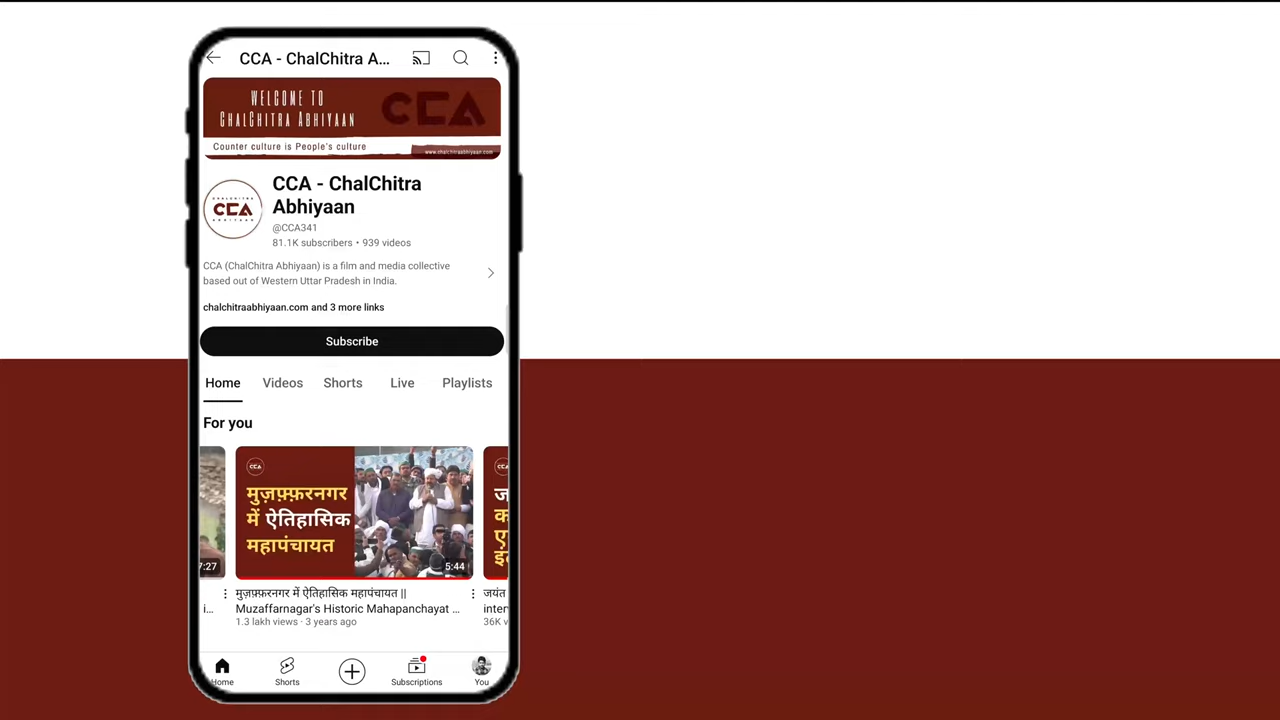 CCA - ChalChitra A...
WELCOME TO
CHALCHITRA ABHIYAAN
CCA
Counter culture is People's culture
www.chalchitraabhiyaan.com
CHALCHITRA
CCA
ABHIYAAN
CCA - ChalChitra
Abhiyaan
@CCA341
81.1K subscribers • 939 videos
CCA (ChalChitra Abhiyaan) is a film and media collective
based out of Western Uttar Pradesh in India.
chalchitraabhiyaan.com and 3 more links
Subscribe
Home Videos Shorts Live Playlists
For you
7:27
i...
CCA
मुज़फ़्फ़रनगर
में ऐतिहासिक
महापंचायत
5:44
मुज़फ़्फ़रनगर में ऐतिहासिक महापंचायत ||
Muzaffarnagar's Historic Mahapanchayat ...
1.3 lakh views · 3 years ago
जयंत
inter
36K v
Home Shorts Subscriptions You